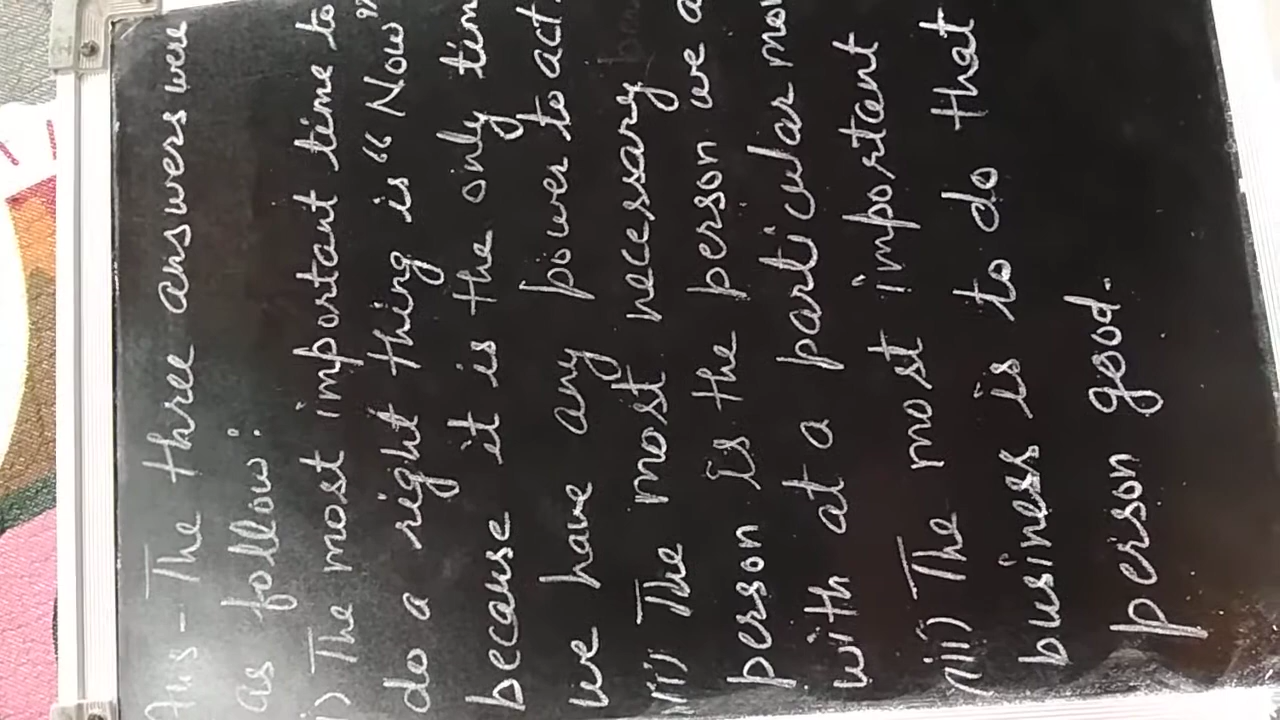 Ans - The three answers were
as follow:
i) The most important time to
do a right thing is "Now"
because it is the only tim
we have any power to act.
ii) The most necessary
person is the person we a
with at a particular mo
(iii) The most important
business is to do that
person good.